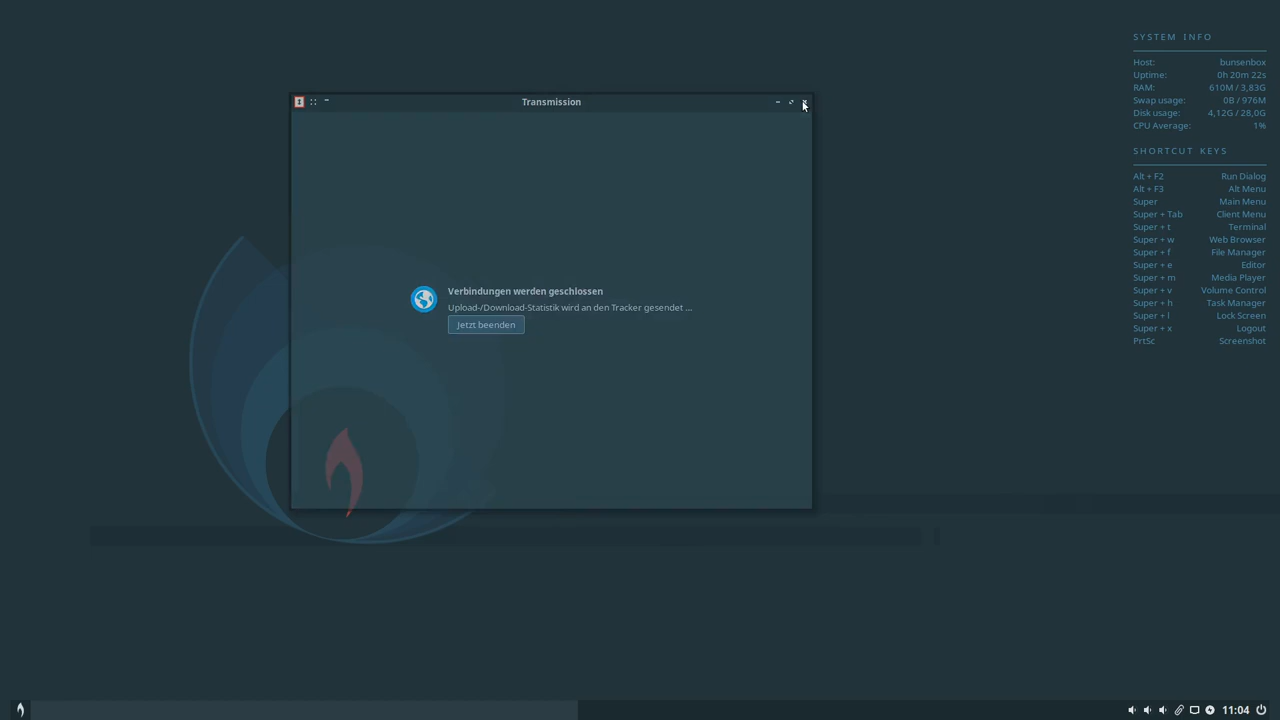 Transmission
Verbindungen werden geschlossen
Upload-/Download-Statistik wird an den Tracker gesendet ...
Jetzt beenden
SYSTEM INFO
Host: bunsenbox
Uptime: 0h 20m 22s
RAM: 610M / 3,83G
Swap usage: 0B / 976M
Disk usage: 4,12G / 28,0G
CPU Average: 1%
SHORTCUT KEYS
Alt + F2 Run Dialog
Alt + F3 Alt Menu
Super Main Menu
Super + Tab Client Menu
Super + t Terminal
Super + w Web Browser
Super + f File Manager
Super + e Editor
Super + m Media Player
Super + v Volume Control
Super + h Task Manager
Super + l Lock Screen
Super + x Logout
PrtSc Screenshot
11:04